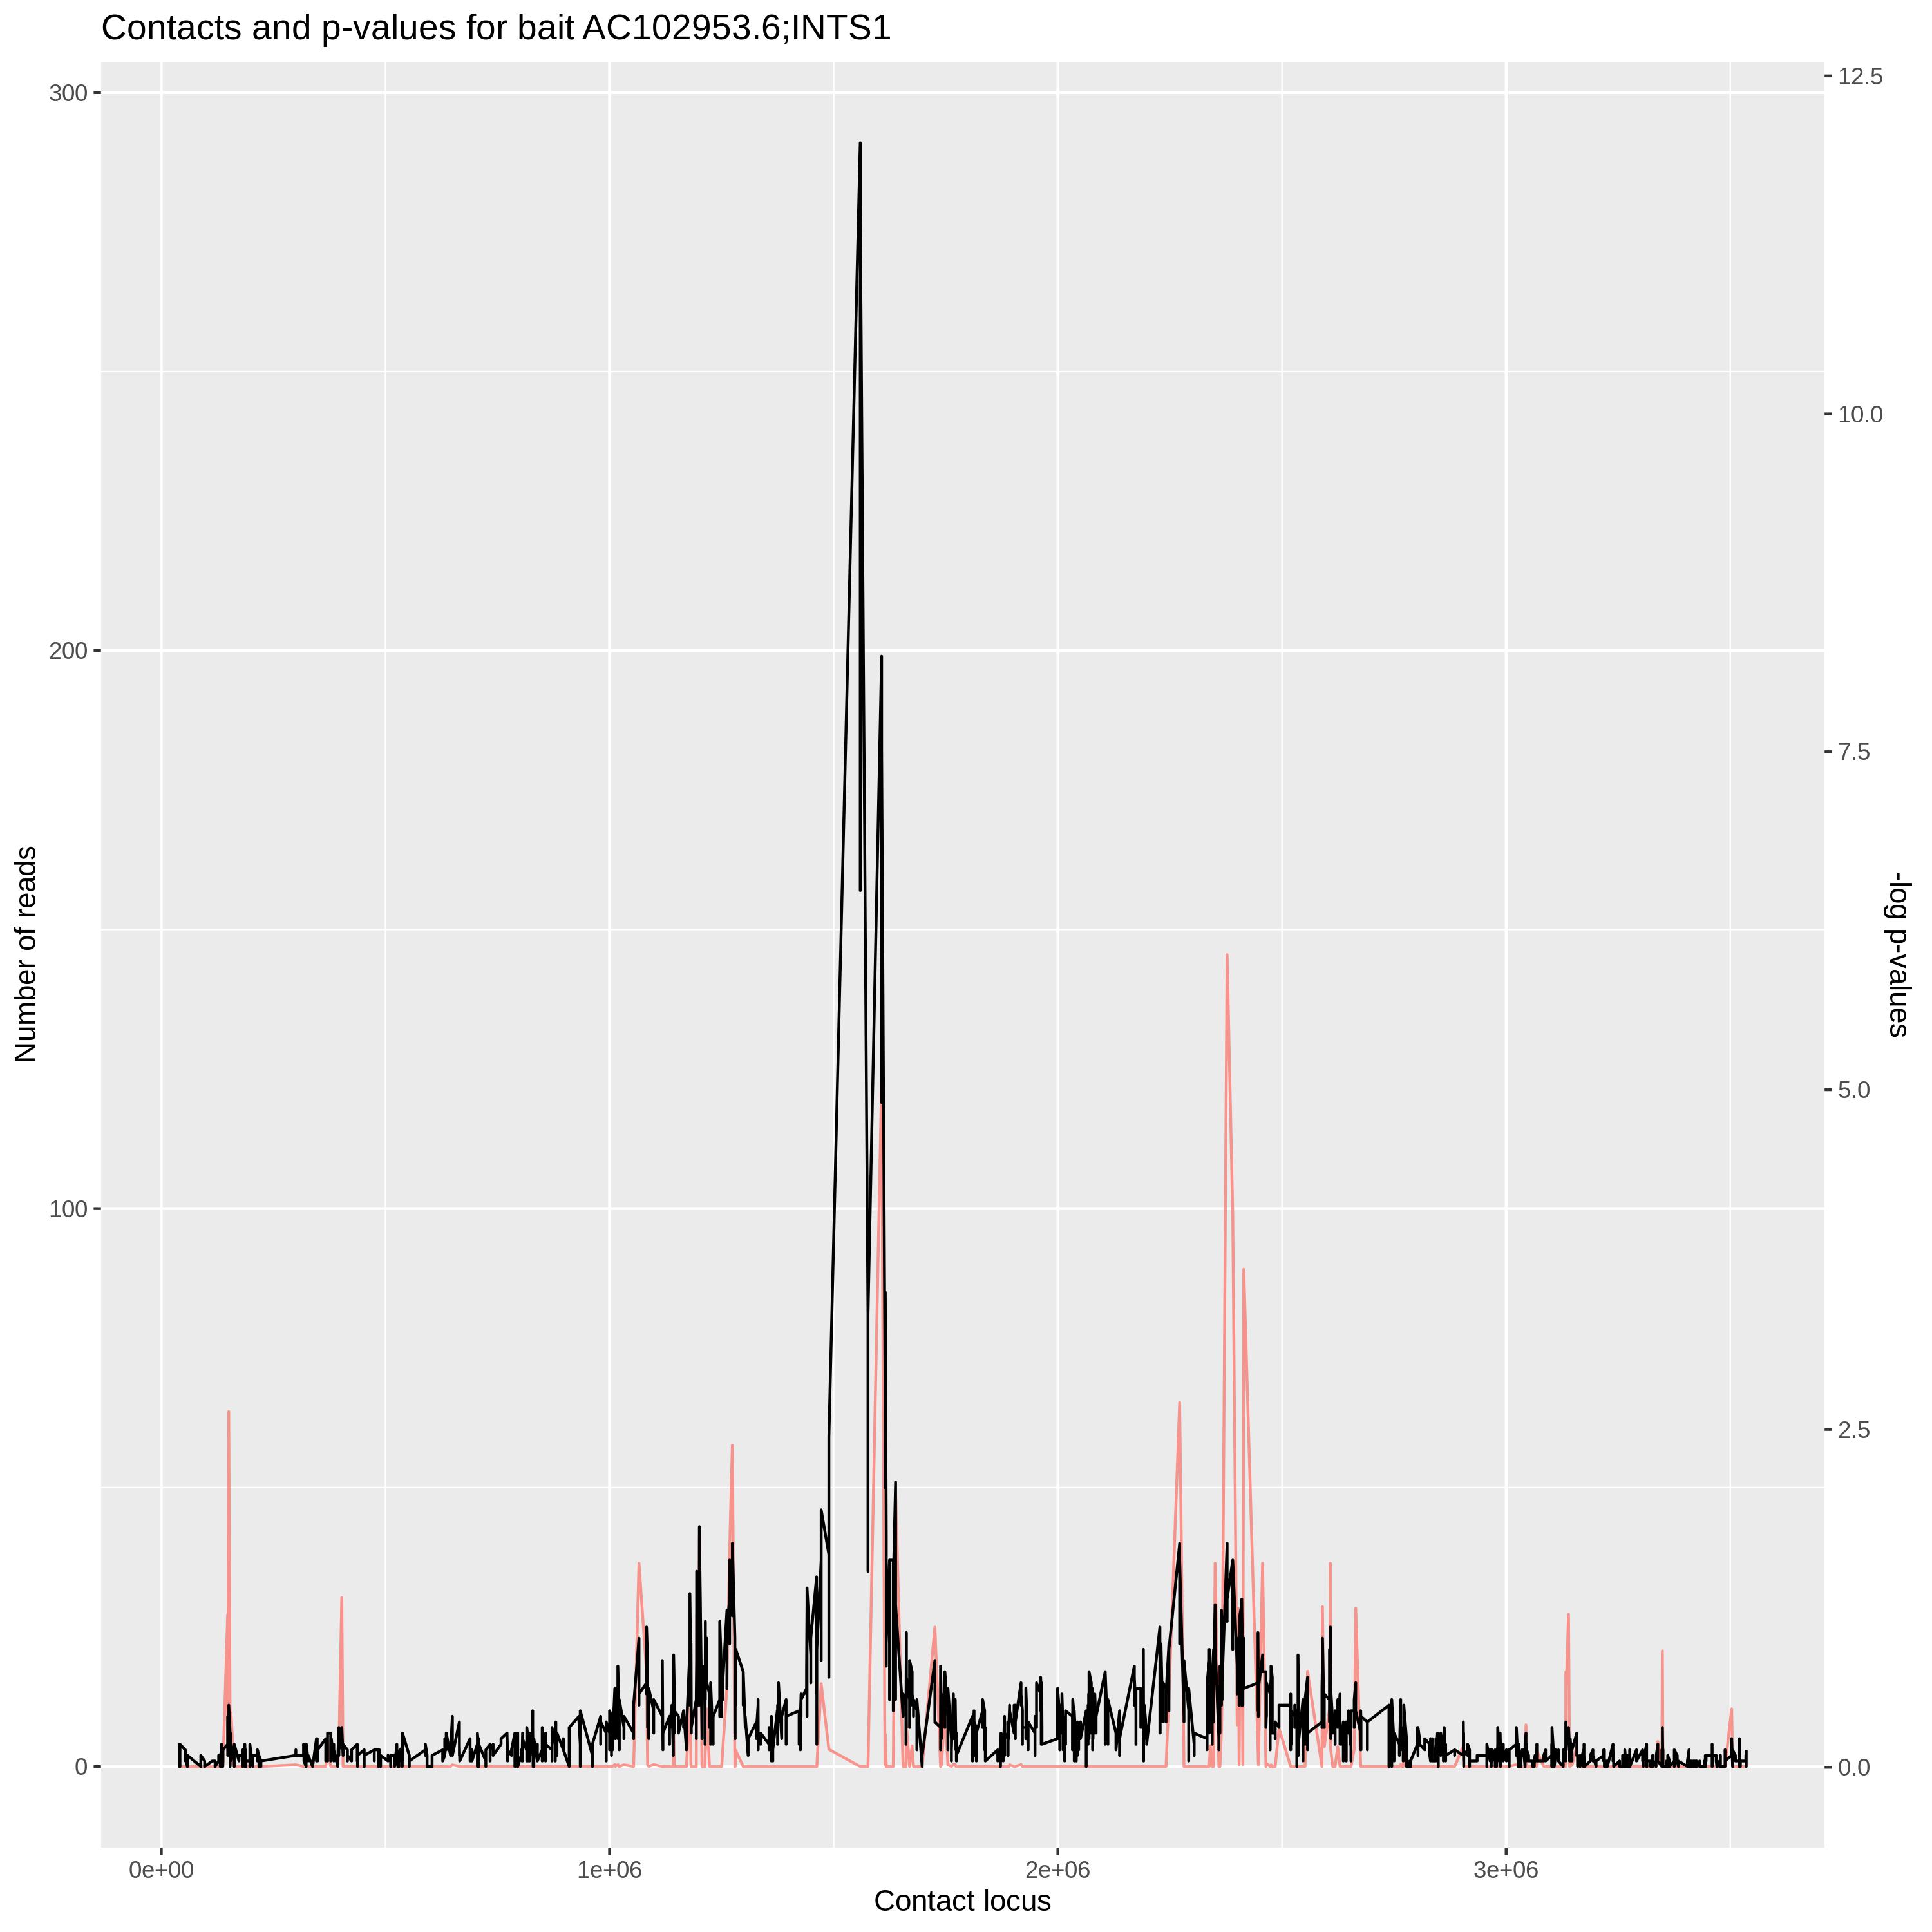 Contacts and p-values for bait AC102953.6;INTS1
300
200
100
0
Number of reads
12.5
10.0
7.5
5.0
2.5
0.0
-log p-values
0e+00 1e+06 2e+06 3e+06
Contact locus